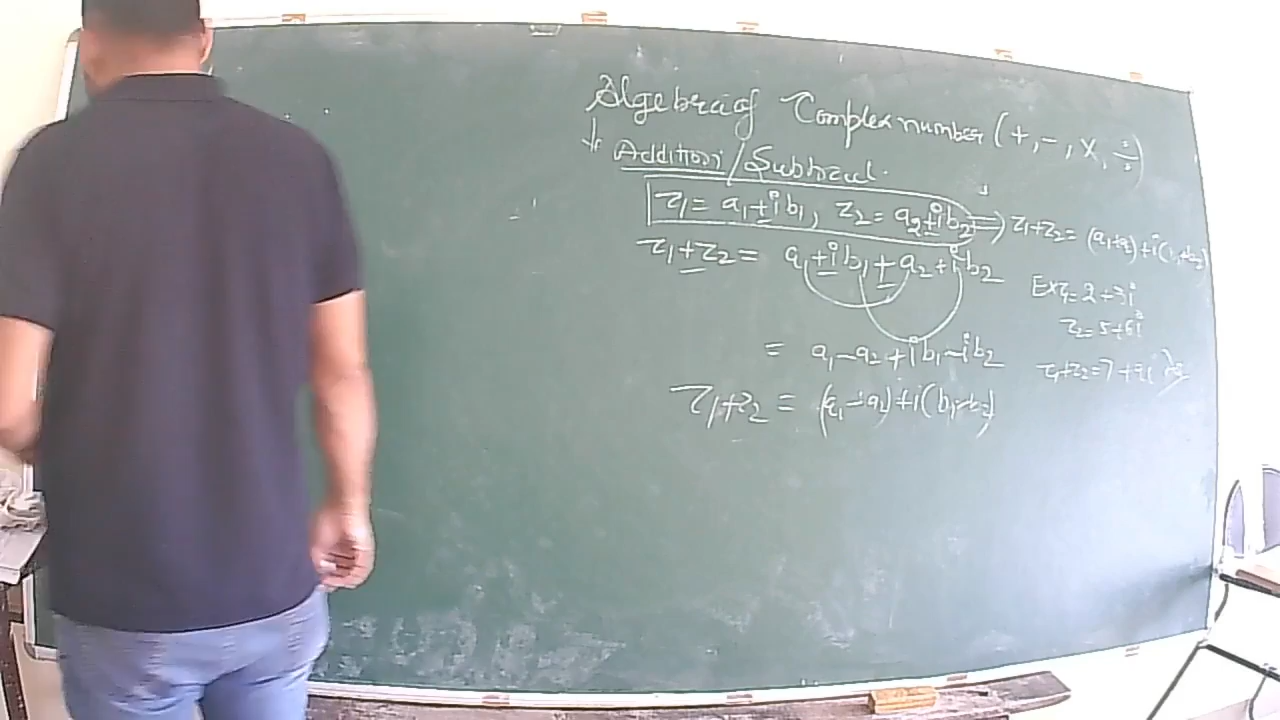 Algebra of Complex number (+, -, ×, ÷)
Addition / Subtract.
z₁ = a₁+ib₁, z₂ = a₂+ib₂ ⇒ z₁+z₂ = (a₁+a₂)+i(b₁+b₂)
z₁+z₂ = a₁+ib₁+a₂+ib₂
Ex z₁= 2+3i
z₂= 5+6i
= a₁-a₂+ib₁-ib₂
z₁+z₂=7+9i
z₁+z₂ = (a₁-a₂)+i(b₁-b₂)